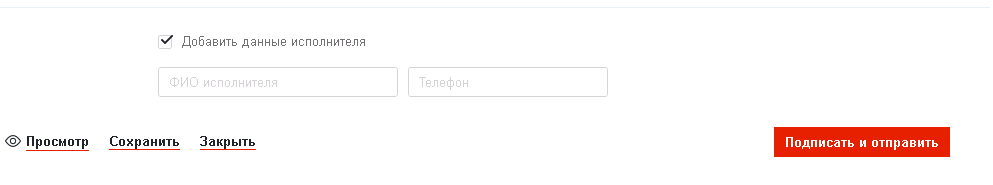 Добавить данные исполнителя
ФИО исполнителя Телефон
Просмотр Сохранить Закрыть Подписать и отправить